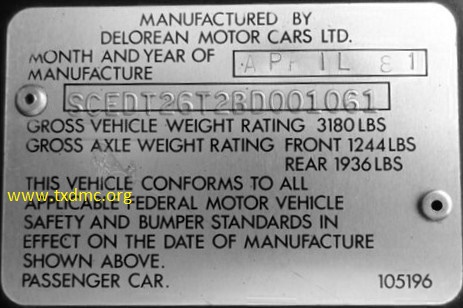 MANUFACTURED BY
DELOREAN MOTOR CARS LTD.
MONTH AND YEAR OF
MANUFACTURE APrIL 81
SCEDT26T2BD001061
GROSS VEHICLE WEIGHT RATING 3180 LBS
GROSS AXLE WEIGHT RATING FRONT 1244 LBS
REAR 1936 LBS
THIS VEHICLE CONFORMS TO ALL
www.txdmc.org
APPLICABLE FEDERAL MOTOR VEHICLE
SAFETY AND BUMPER STANDARDS IN
EFFECT ON THE DATE OF MANUFACTURE
SHOWN ABOVE.
PASSENGER CAR. 105196